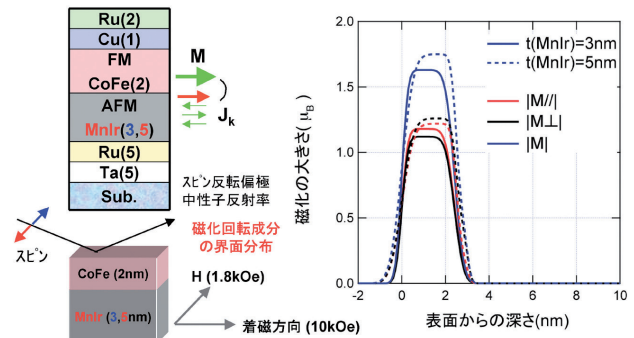 Ru(2)
Cu(1)
FM
CoFe(2)
AFM
MnIr(3,5)
Ru(5)
Ta(5)
Sub.
M
J_k
スピン反転偏極
中性子反射率
磁化回転成分
の界面分布
スピン
CoFe (2nm)
MnIr (3,5nm)
H (1.8kOe)
着磁方向 (10kOe)
磁化の大きさ(μ_B)
2.0
1.5
1.0
0.5
0.0
t(MnIr)=3nm
t(MnIr)=5nm
|M//|
|M⊥|
|M|
-2 0 2 4 6 8 10
表面からの深さ(nm)